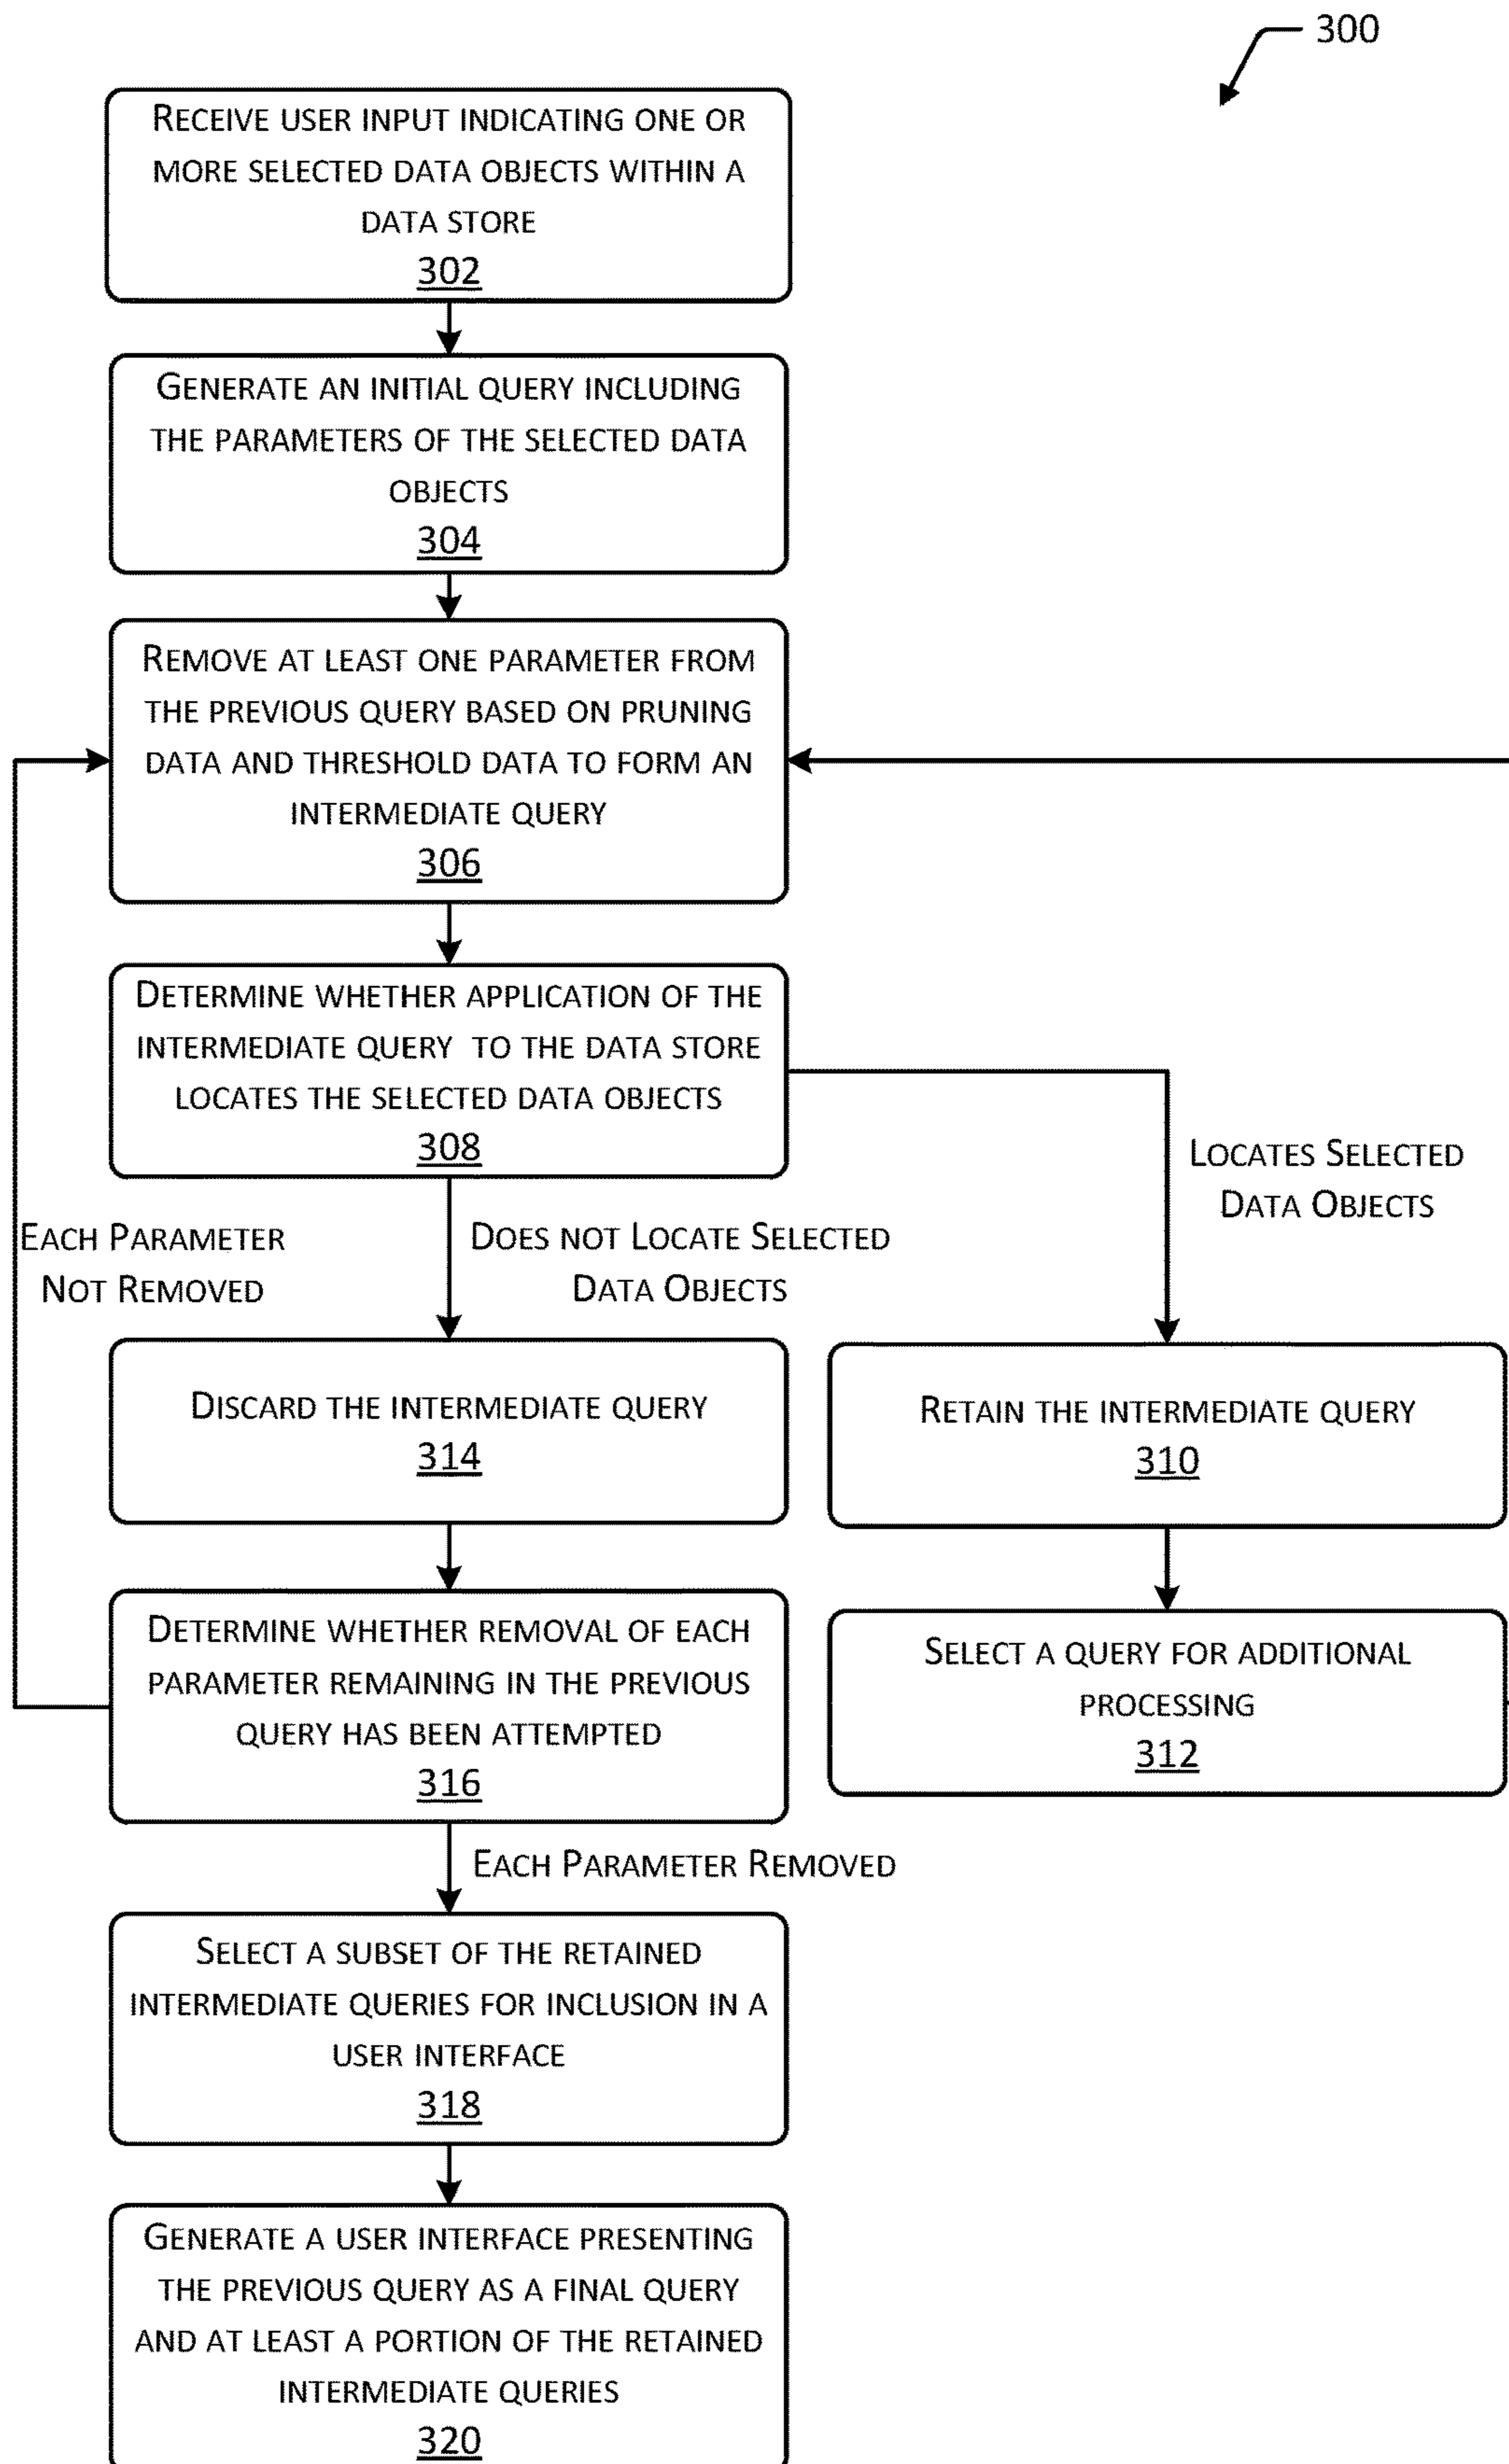 300
RECEIVE USER INPUT INDICATING ONE OR
MORE SELECTED DATA OBJECTS WITHIN A
DATA STORE
302
GENERATE AN INITIAL QUERY INCLUDING
THE PARAMETERS OF THE SELECTED DATA
OBJECTS
304
REMOVE AT LEAST ONE PARAMETER FROM
THE PREVIOUS QUERY BASED ON PRUNING
DATA AND THRESHOLD DATA TO FORM AN
INTERMEDIATE QUERY
306
DETERMINE WHETHER APPLICATION OF THE
INTERMEDIATE QUERY TO THE DATA STORE
LOCATES THE SELECTED DATA OBJECTS
308
LOCATES SELECTED
DATA OBJECTS
EACH PARAMETER
NOT REMOVED
DOES NOT LOCATE SELECTED
DATA OBJECTS
DISCARD THE INTERMEDIATE QUERY
314
RETAIN THE INTERMEDIATE QUERY
310
DETERMINE WHETHER REMOVAL OF EACH
PARAMETER REMAINING IN THE PREVIOUS
QUERY HAS BEEN ATTEMPTED
316
SELECT A QUERY FOR ADDITIONAL
PROCESSING
312
EACH PARAMETER REMOVED
SELECT A SUBSET OF THE RETAINED
INTERMEDIATE QUERIES FOR INCLUSION IN A
USER INTERFACE
318
GENERATE A USER INTERFACE PRESENTING
THE PREVIOUS QUERY AS A FINAL QUERY
AND AT LEAST A PORTION OF THE RETAINED
INTERMEDIATE QUERIES
320